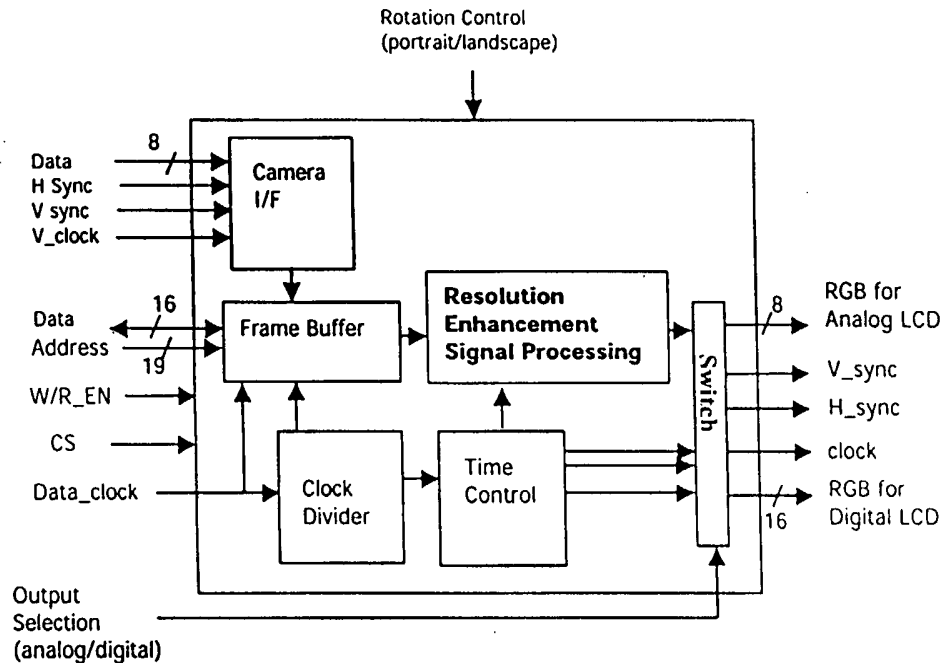 Rotation Control
(portrait/landscape)
8
Data
H Sync
V sync
V_clock
Camera
I/F
16
Data
Address
19
Frame Buffer
Resolution
Enhancement
Signal Processing
Switch
8
RGB for
Analog LCD
V_sync
H_sync
clock
RGB for
Digital LCD
16
W/R_EN
CS
Data_clock
Clock
Divider
Time
Control
Output
Selection
(analog/digital)